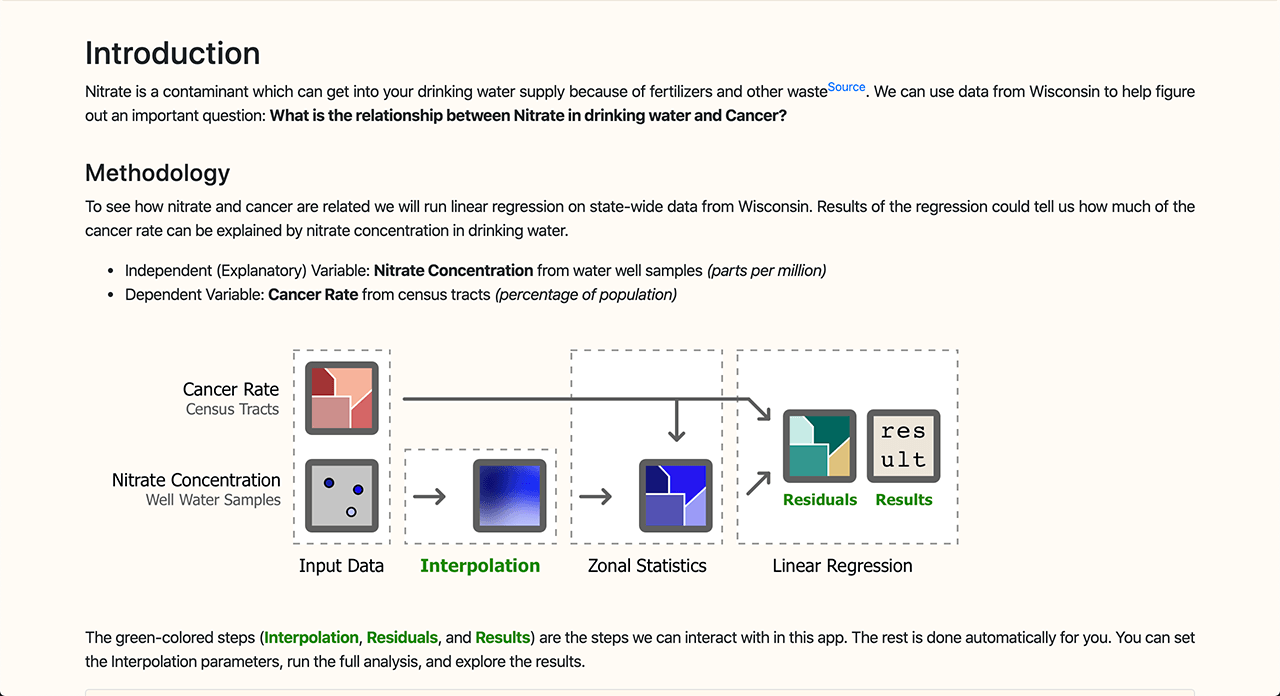 Introduction
Nitrate is a contaminant which can get into your drinking water supply because of fertilizers and other wasteSource. We can use data from Wisconsin to help figure
out an important question: What is the relationship between Nitrate in drinking water and Cancer?
Methodology
To see how nitrate and cancer are related we will run linear regression on state-wide data from Wisconsin. Results of the regression could tell us how much of the
cancer rate can be explained by nitrate concentration in drinking water.
• Independent (Explanatory) Variable: Nitrate Concentration from water well samples (parts per million)
• Dependent Variable: Cancer Rate from census tracts (percentage of population)
Cancer Rate
Census Tracts
Nitrate Concentration
Well Water Samples
res
ult
Residuals Results
Input Data Interpolation Zonal Statistics Linear Regression
The green-colored steps (Interpolation, Residuals, and Results) are the steps we can interact with in this app. The rest is done automatically for you. You can set
the Interpolation parameters, run the full analysis, and explore the results.